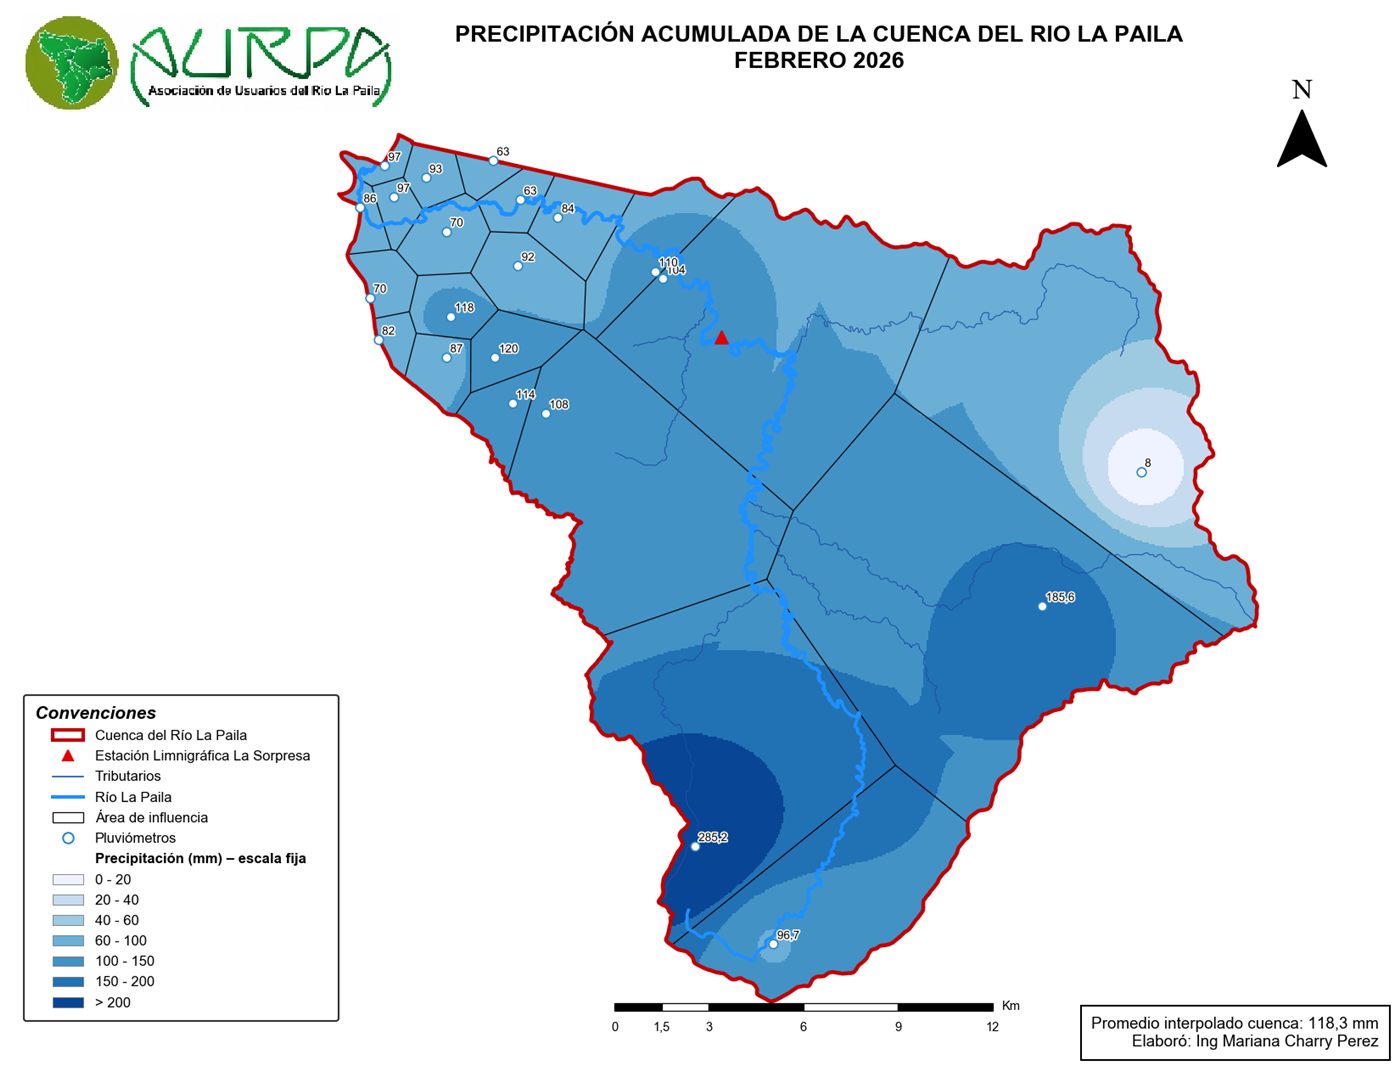 AURPA
Asociación de Usuarios del Río La Paila
PRECIPITACIÓN ACUMULADA DE LA CUENCA DEL RIO LA PAILA
FEBRERO 2026
N
97
63
93
97
63
86
84
70
92
110
104
70
118
82
87
120
114
108
8
185,6
285,2
96,7
Convenciones
Cuenca del Río La Paila
Estación Limnigráfica La Sorpresa
Tributarios
Río La Paila
Área de influencia
Pluviómetros
Precipitación (mm) – escala fija
0 - 20
20 - 40
40 - 60
60 - 100
100 - 150
150 - 200
> 200
Km
0 1,5 3 6 9 12
Promedio interpolado cuenca: 118,3 mm
Elaboró: Ing Mariana Charry Perez